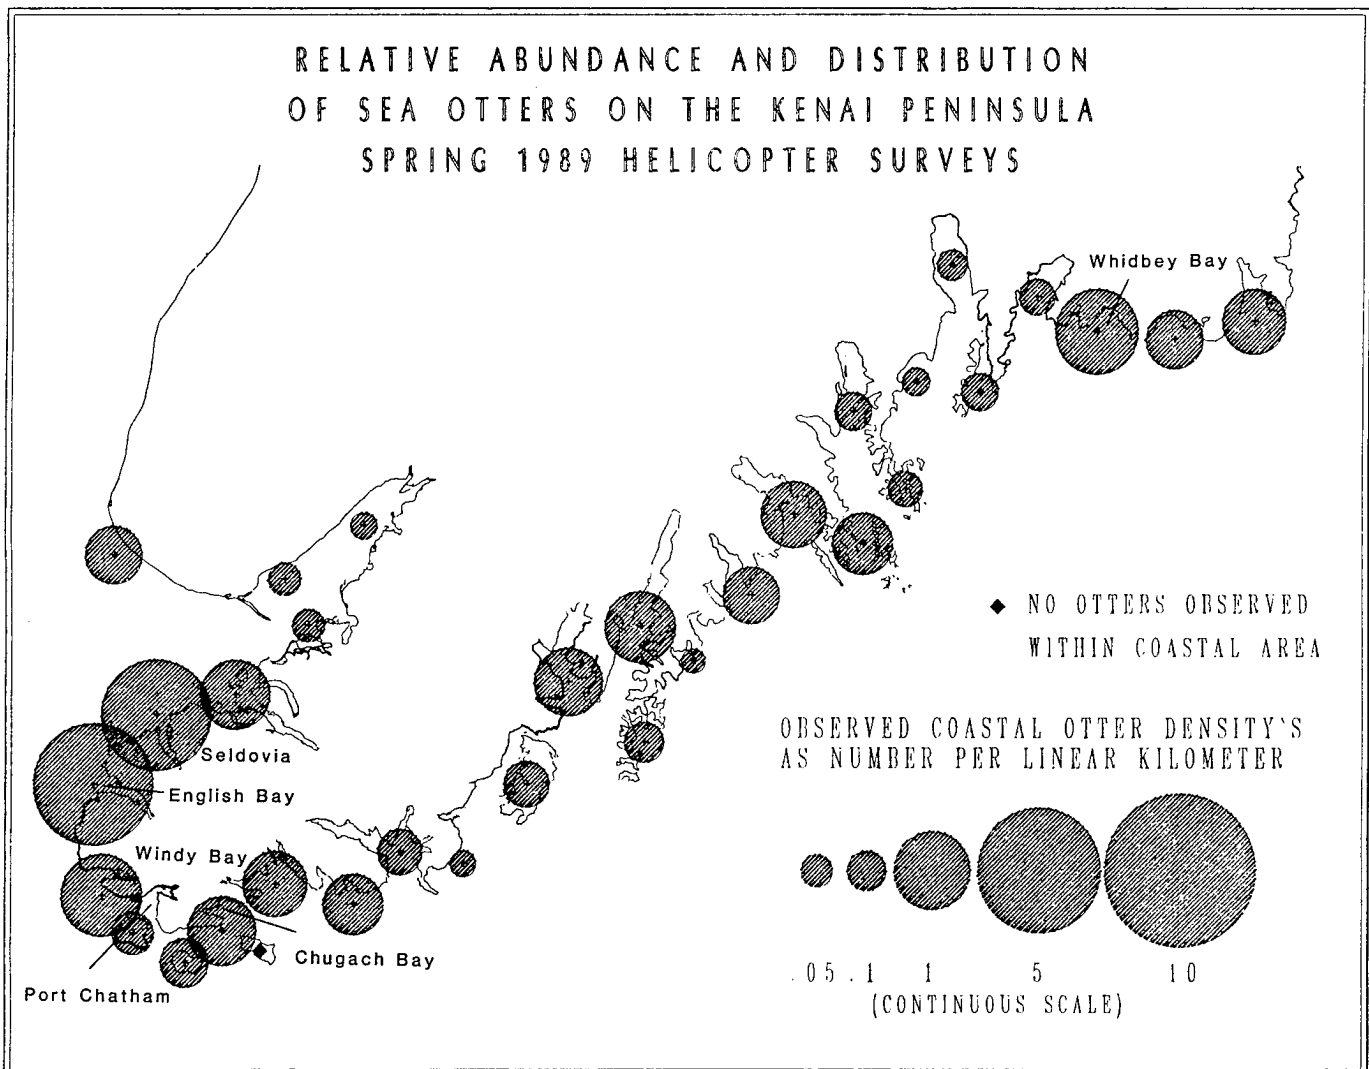 RELATIVE ABUNDANCE AND DISTRIBUTION
OF SEA OTTERS ON THE KENAI PENINSULA
SPRING 1989 HELICOPTER SURVEYS
Whidbey Bay
◆ NO OTTERS OBSERVED
WITHIN COASTAL AREA
OBSERVED COASTAL OTTER DENSITY`S
AS NUMBER PER LINEAR KILOMETER
Seldovia
English Bay
Windy Bay
Chugach Bay
Port Chatham
.05 .1 1 5 10
(CONTINUOUS SCALE)